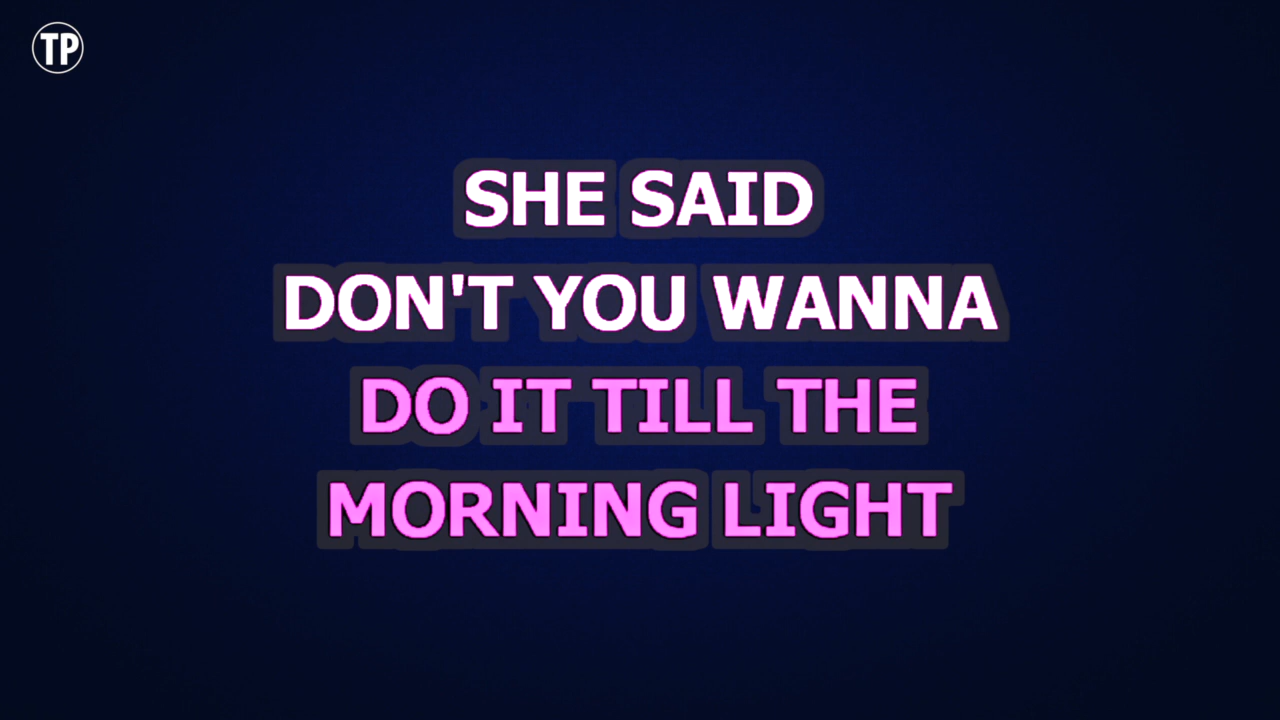 TP
SHE SAID
DON'T YOU WANNA
DO IT TILL THE
MORNING LIGHT